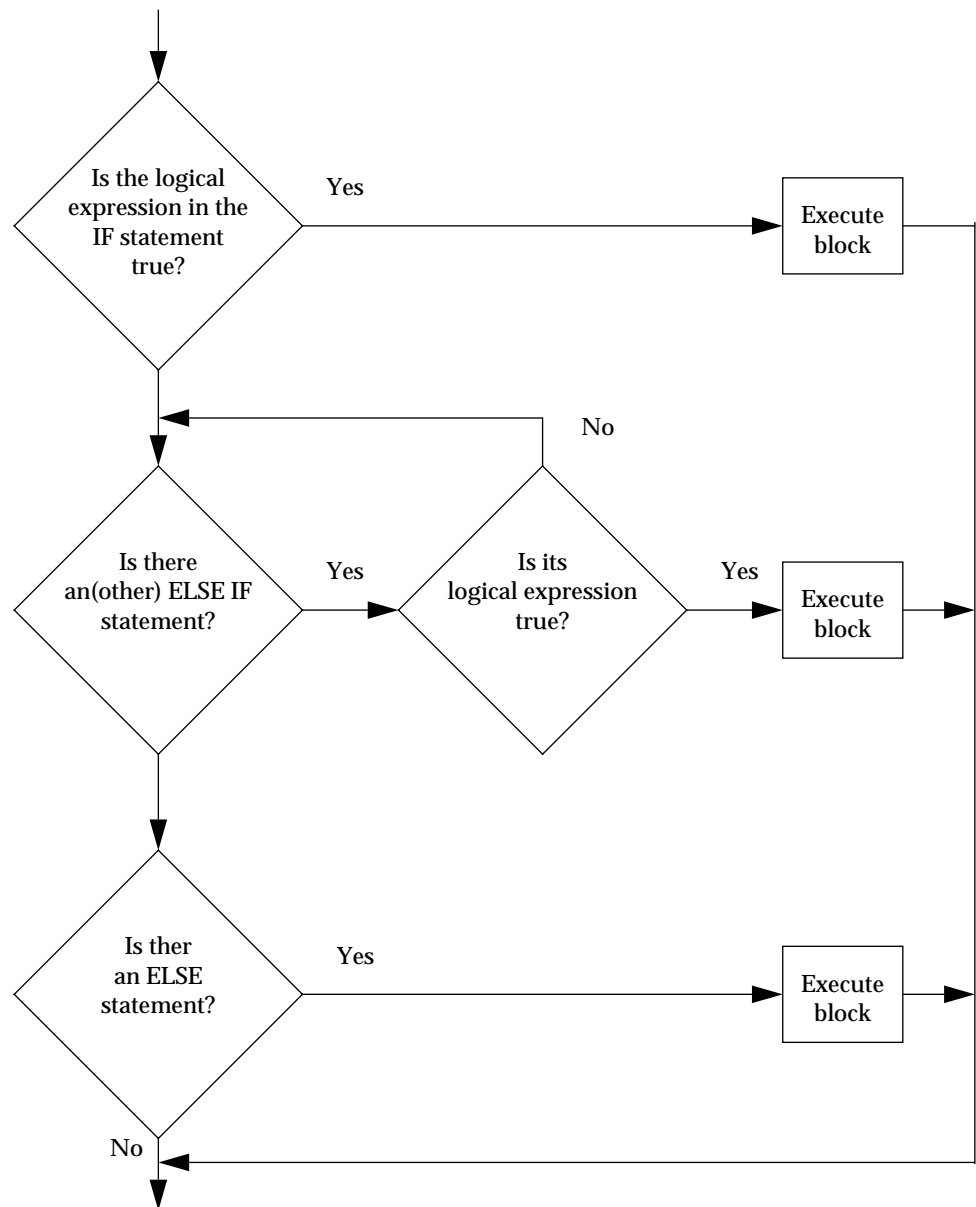 Is the logical
expression in the
IF statement
true?
Yes
Execute
block
No
Is there
an(other) ELSE IF
statement?
Yes
Is its
logical expression
true?
Yes
Execute
block
Is ther
an ELSE
statement?
Yes
Execute
block
No